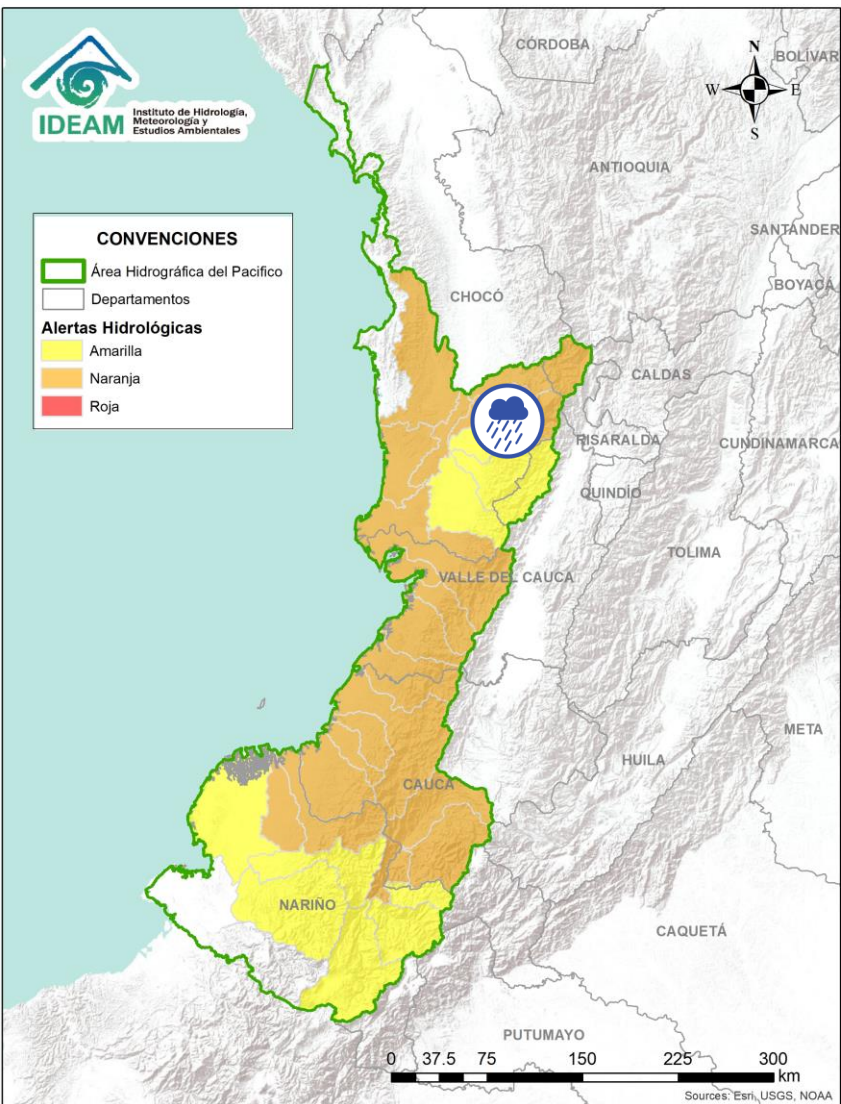 IDEAM
Instituto de Hidrología,
Meteorología y
Estudios Ambientales
CÓRDOBA
BOLÍVAR
N
W
E
S
ANTIOQUIA
SANTANDER
BOYACÁ
CONVENCIONES
Área Hidrográfica del Pacifico
Departamentos
Alertas Hidrológicas
Amarilla
Naranja
Roja
CHOCÓ
CALDAS
RISARALDA
CUNDINAMARCA
QUINDÍO
TOLIMA
VALLE DEL CAUCA
META
HUILA
CAUCA
NARIÑO
CAQUETÁ
PUTUMAYO
0 37.5 75 150 225 300
km
Sources: Esri, USGS, NOAA